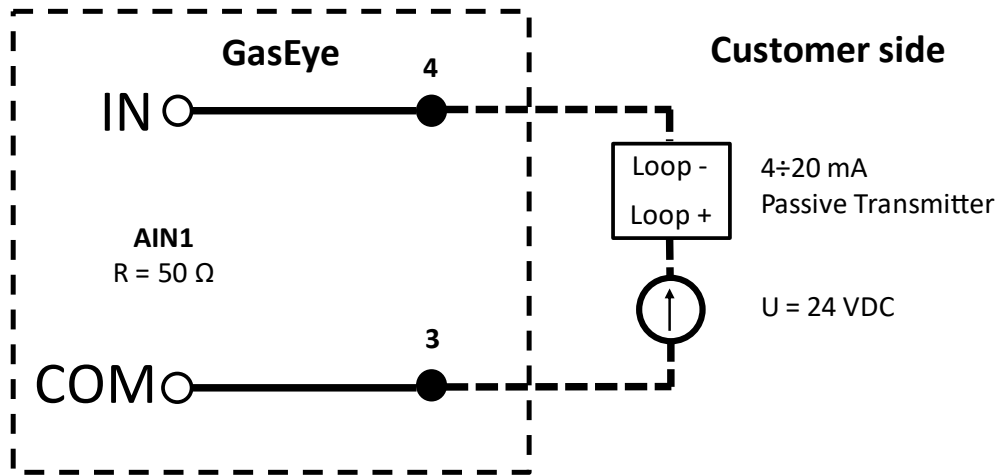 GasEye
Customer side
4
IN
Loop -
Loop +
4÷20 mA
Passive Transmitter
AIN1
R = 50 Ω
U = 24 VDC
3
COM